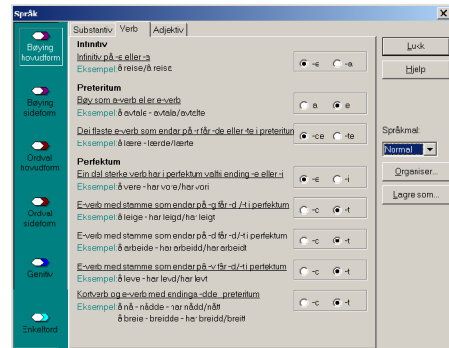 Språk
Substantiv Verb Adjektiv
Bøying hovudform
Bøying sideform
Ordval hovudform
Ordval sideform
Genitiv
Enkeltord
Infinitiv
Infinitiv på -e eller -a
Eksempel: å reise/å reisa
-e -a
Preteritum
Bøy som a-verb eller e-verb
Eksempel: å avtale - avtala/avtalte
a e
Dei fleste e-verb som endar på -r får -de eller -te i preteritum
Eksempel: å lære - lærde/lærte
-de -te
Perfektum
Ein del sterke verb har i perfektum valfri ending -e eller -i
Eksempel: å vere - har vore/har vori
-e -i
E-verb med stamme som endar på -g får -d /-t i perfektum
Eksempel: å leige - har leigd/har leigt
-d -t
E-verb med stamme som endar på -d får -d /-t i perfektum
Eksempel: å arbeide - har arbeidd/har arbeidt
-d -t
E-verb med stamme som endar på -v får -d/-t i perfektum
Eksempel: å leve - har levd/har levt
-d -t
Kortverb og e-verb med endinga -dde preteritum
Eksempel: å nå - nådde - har nådd/nått
å breie - breidde - har breidd/breitt
-d -t
Lukk
Hjelp
Språkmal:
Normal
Organiser...
Lagre som...